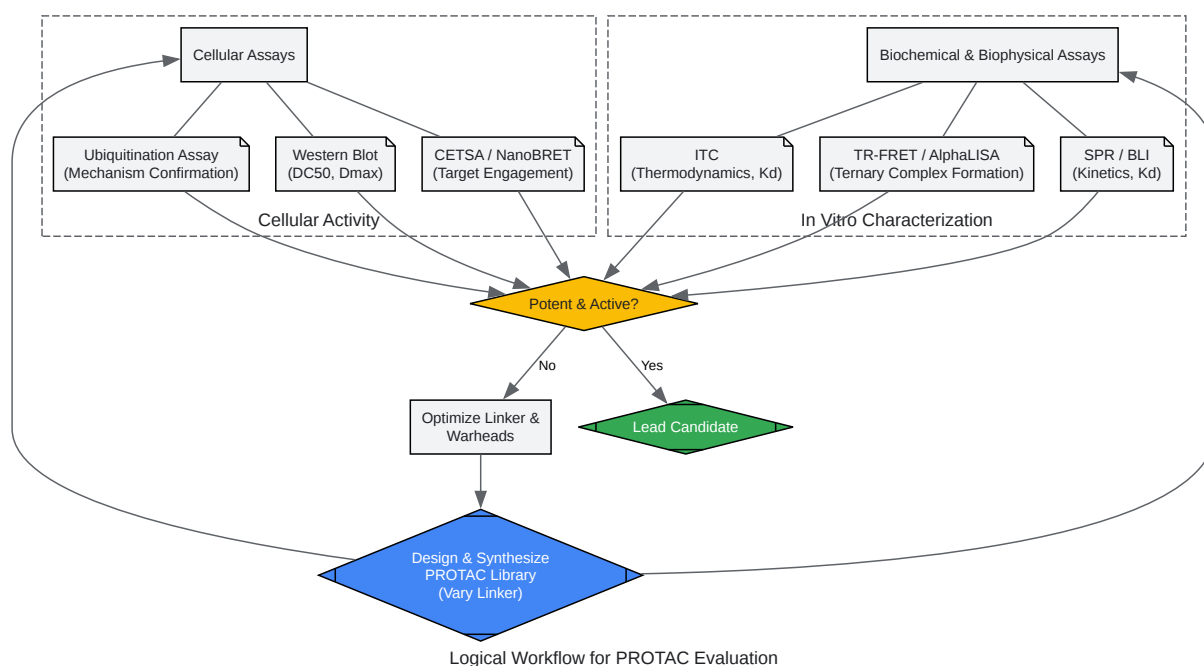 Cellular Assays
Biochemical & Biophysical Assays
Ubiquitination Assay
(Mechanism Confirmation)
Western Blot
(DC50, Dmax)
CETSA / NanoBRET
(Target Engagement)
ITC
(Thermodynamics, Kd)
TR-FRET / AlphaLISA
(Ternary Complex Formation)
SPR / BLI
(Kinetics, Kd)
Cellular Activity
In Vitro Characterization
Potent & Active?
No
Yes
Optimize Linker &
Warheads
Lead Candidate
Design & Synthesize
PROTAC Library
(Vary Linker)
Logical Workflow for PROTAC Evaluation